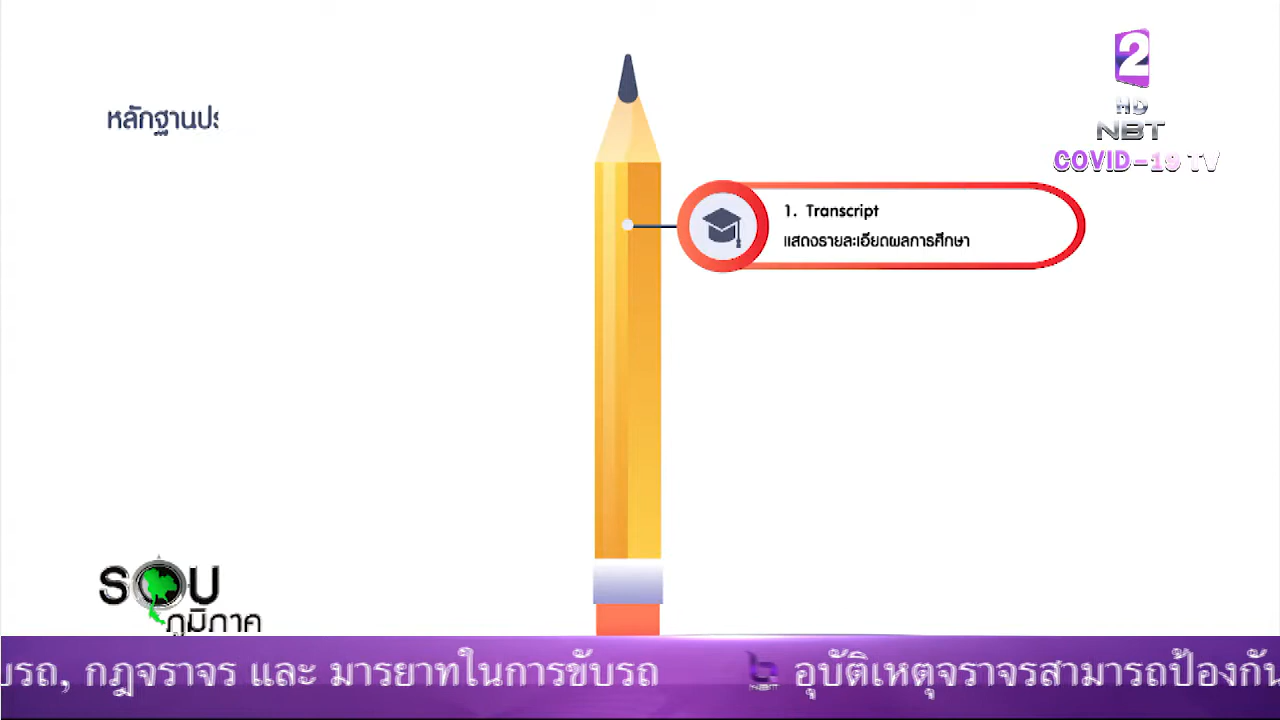 2
HD
NBT
COVID-19 TV
หลักฐานปร
1. Transcript
แสดงรายละเอียดผลการศึกษา
รอบ
ภูมิภาค
บรถ, กฎจราจร และ มารยาทในการขับรถ
NBT
อุบัติเหตุจราจรสามารถป้องกัน